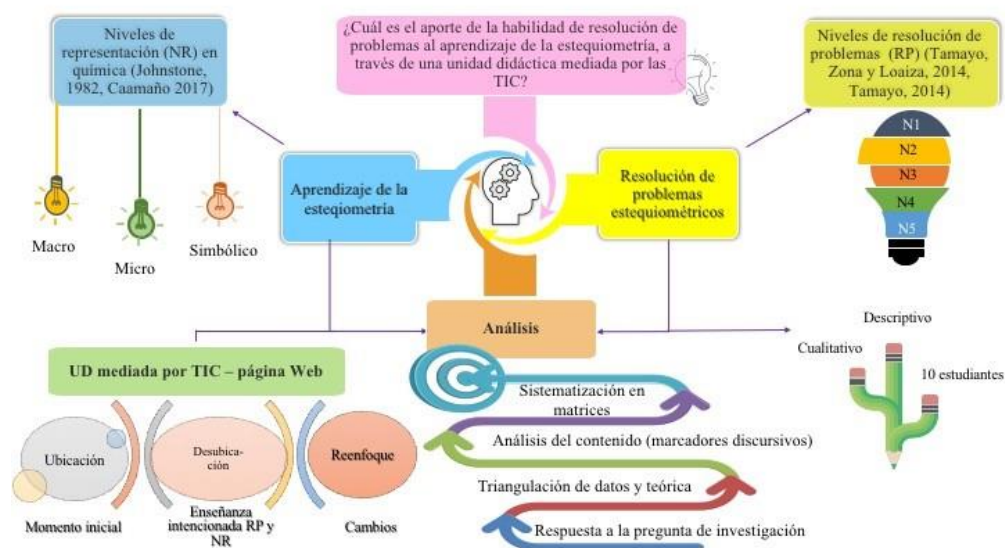 Niveles de
representación (NR) en
química (Johnstone,
1982, Caamaño 2017)
¿Cuál es el aporte de la habilidad de resolución de
problemas al aprendizaje de la estequiometría, a
través de una unidad didáctica mediada por las
TIC?
Niveles de resolución de
problemas (RP) (Tamayo,
Zona y Loaiza, 2014,
Tamayo, 2014)
N1
N2
N3
N4
N5
Macro
Micro
Simbólico
Aprendizaje de la
esteqiometría
Resolución de
problemas
estequiométricos
Análisis
UD mediada por TIC – página Web
Ubicación
Desubica-
ción
Reenfoque
Momento inicial
Enseñanza
intencionada RP y
NR
Cambios
Sistematización en
matrices
Análisis del contenido (marcadores discursivos)
Triangulación de datos y teórica
Respuesta a la pregunta de investigación
Descriptivo
Cualitativo
10 estudiantes